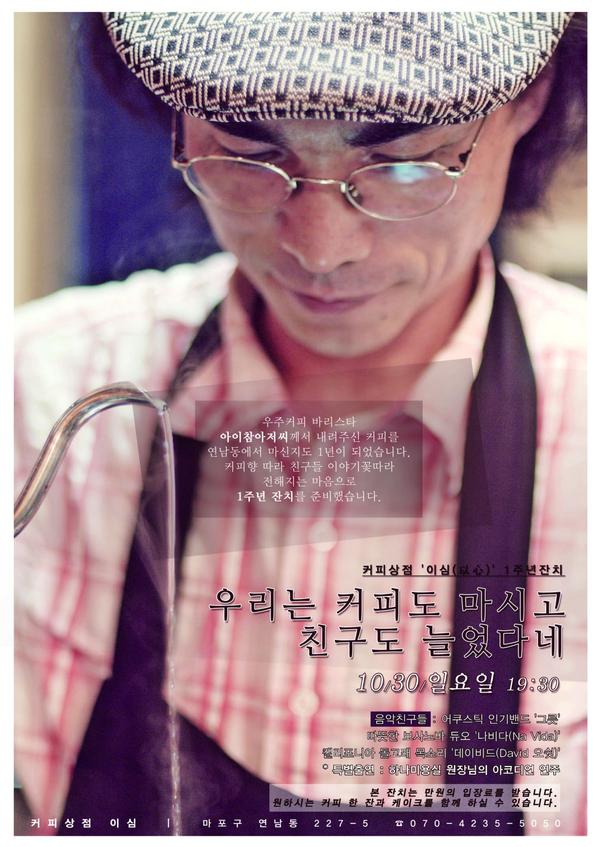 우주커피 바리스타
아이참아저씨께서 내려주신 커피를
연남동에서 마신지도 1년이 되었습니다.
커피향 따라 친구들 이야기꽃따라
전해지는 마음으로
1주년 잔치를 준비했습니다.
커피상점 '이심(以心)' 1주년잔치
우리는 커피도 마시고
친구도 늘었다네
10/30/일요일 19:30
음악친구들 : 어쿠스틱 인기밴드 '그릇'
따뜻한 보사노바 듀오 '나비다(Na Vida)'
캘리포니아 돌고래 목소리 '데이비드(David 오쉿)'
* 특별출연 : 하나미용실 원장님의 아코디언 연주
본 잔치는 만원의 입장료를 받습니다.
원하시는 커피 한 잔과 케이크를 함께 하실 수 있습니다.
커피상점 이심 | 마포구 연남동 227-5 ☎070-4235-5050